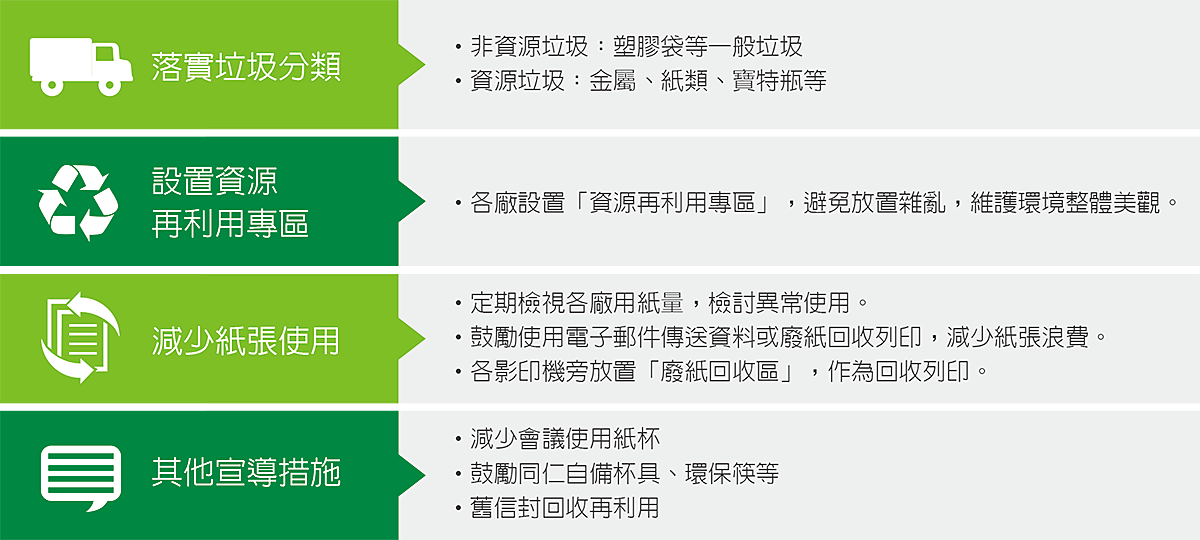 落實垃圾分類
・非資源垃圾：塑膠袋等一般垃圾
・資源垃圾：金屬、紙類、寶特瓶等
設置資源
再利用專區
・各廠設置「資源再利用專區」，避免放置雜亂，維護環境整體美觀。
減少紙張使用
・定期檢視各廠用紙量，檢討異常使用。
・鼓勵使用電子郵件傳送資料或廢紙回收列印，減少紙張浪費。
・各影印機旁放置「廢紙回收區」，作為回收列印。
其他宣導措施
・減少會議使用紙杯
・鼓勵同仁自備杯具、環保筷等
・舊信封回收再利用